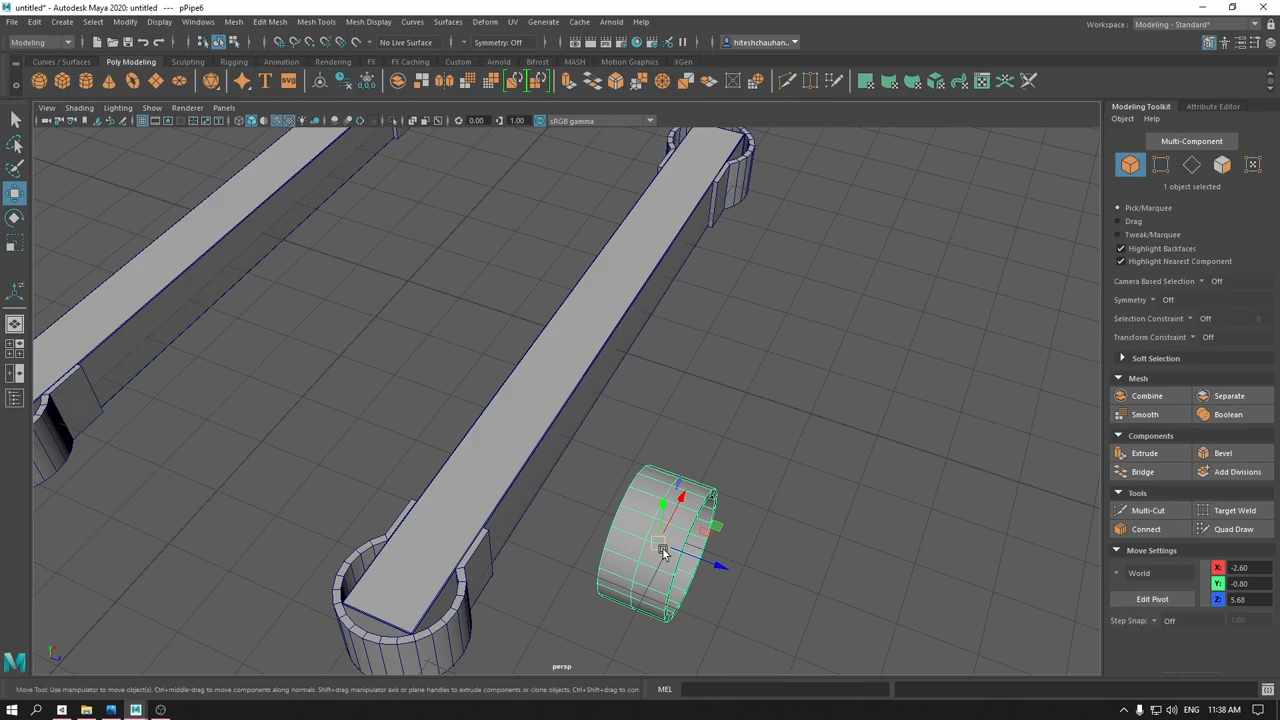 untitled* - Autodesk Maya 2020: untitled --- pPipe6
File Edit Create Select Modify Display Windows Mesh Edit Mesh Mesh Tools Mesh Display Curves Surfaces Deform UV Generate Cache Arnold Help
Workspace : Modeling - Standard*
Modeling No Live Surface Symmetry: Off hiteshchauhan...
Curves / Surfaces Poly Modeling Sculpting Rigging Animation Rendering FX FX Caching Custom Arnold Bifrost MASH Motion Graphics XGen
View Shading Lighting Show Renderer Panels
0.00 1.00 sRGB gamma
Modeling Toolkit Attribute Editor
Object Help
Multi-Component
1 object selected
Pick/Marquee
Drag
Tweak/Marquee
Highlight Backfaces
Highlight Nearest Component
Camera Based Selection Off
Symmetry Off
Selection Constraint Off
Transform Constraint Off
Soft Selection
Mesh
Combine Separate
Smooth Boolean
Components
Extrude Bevel
Bridge Add Divisions
Tools
Multi-Cut Target Weld
Connect Quad Draw
Move Settings
World X: -2.60
Y: -0.80
Edit Pivot Z: 5.68
Step Snap: Off 1.00
persp
Move Tool: Use manipulator to move object(s). Ctrl+middle-drag to move components along normals. Shift+drag manipulator axis or plane handles to extrude components or clone objects. Ctrl+Shift+drag to con
MEL
ENG 11:38 AM